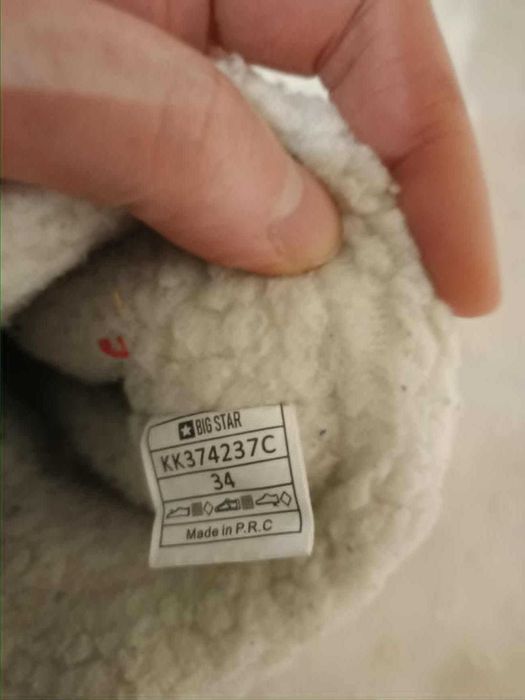 BIG STAR
KK374237C
34
Made in P.R.C